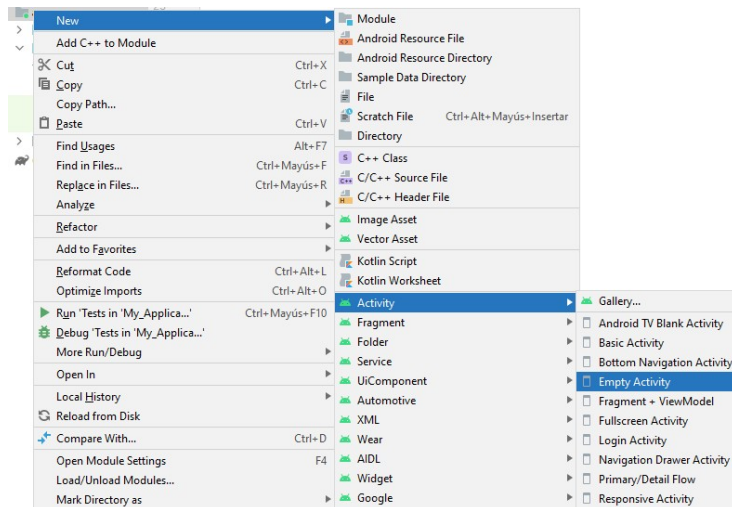 New
Add C++ to Module
Cut Ctrl+X
Copy Ctrl+C
Copy Path...
Paste Ctrl+V
Find Usages Alt+F7
Find in Files... Ctrl+Mayús+F
Replace in Files... Ctrl+Mayús+R
Analyze
Refactor
Add to Favorites
Reformat Code Ctrl+Alt+L
Optimize Imports Ctrl+Alt+O
Run 'Tests in 'My_Applica...' Ctrl+Mayús+F10
Debug 'Tests in 'My_Applica...'
More Run/Debug
Open In
Local History
Reload from Disk
Compare With... Ctrl+D
Open Module Settings F4
Load/Unload Modules...
Mark Directory as
Module
Android Resource File
Android Resource Directory
Sample Data Directory
File
Scratch File Ctrl+Alt+Mayús+Insertar
Directory
S C++ Class
C++ C/C++ Source File
H C/C++ Header File
Image Asset
Vector Asset
Kotlin Script
Kotlin Worksheet
Activity
Fragment
Folder
Service
UiComponent
Automotive
XML
Wear
AIDL
Widget
Google
Gallery...
Android TV Blank Activity
Basic Activity
Bottom Navigation Activity
Empty Activity
Fragment + ViewModel
Fullscreen Activity
Login Activity
Navigation Drawer Activity
Primary/Detail Flow
Responsive Activity